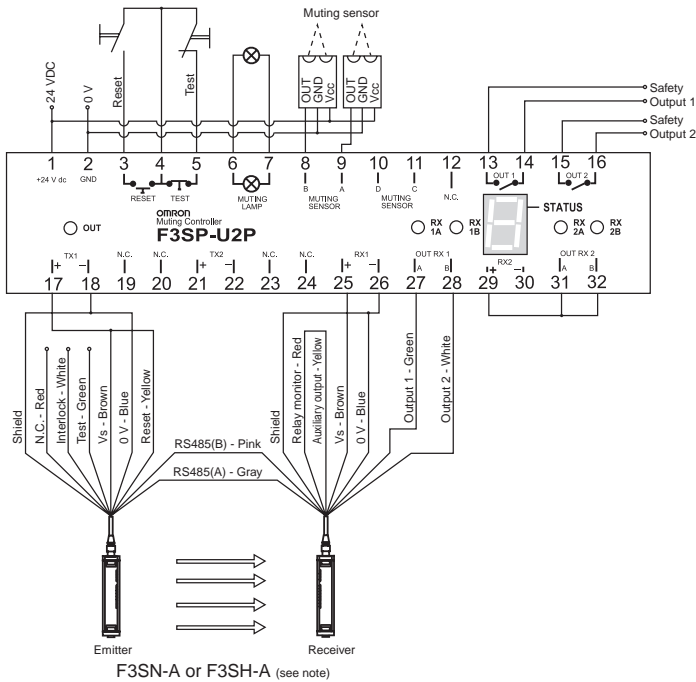 Muting sensor
24 VDC
0 V
Reset
Test
OUT
GND
Vcc
OUT
GND
Vcc
Safety
Output 1
Safety
Output 2
1 2 3 4 5 6 7 8 9 10 11 12 13 14 15 16
+24 V dc
GND
RESET
TEST
MUTING
LAMP
B
A
MUTING
SENSOR
D
C
MUTING
SENSOR
N.C.
OUT 1
OUT 2
OUT
OMRON
Muting Controller
F3SP-U2P
RX
1A
RX
1B
STATUS
RX
2A
RX
2B
TX1
+ −
N.C.
N.C.
TX2
+ −
N.C.
N.C.
RX1
+ −
OUT RX 1
A
B
RX2
+ −
OUT RX 2
A
B
17 18 19 20 21 22 23 24 25 26 27 28 29 30 31 32
Shield
N.C. - Red
Interlock - White
Test - Green
Vs - Brown
0 V - Blue
Reset - Yellow
RS485(B) - Pink
RS485(A) - Gray
Shield
Relay monitor - Red
Auxiliary output - Yellow
Vs - Brown
0 V - Blue
Output 1 - Green
Output 2 - White
Emitter
Receiver
F3SN-A or F3SH-A (see note)